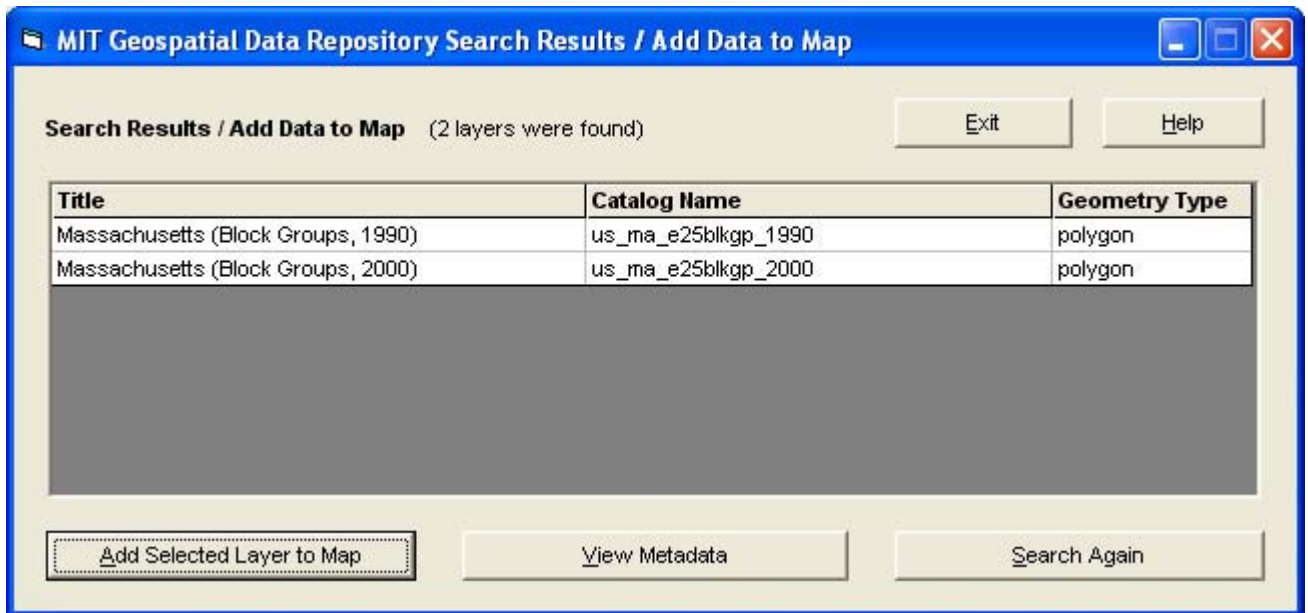 MIT Geospatial Data Repository Search Results / Add Data to Map
Search Results / Add Data to Map (2 layers were found) Exit Help
Title Catalog Name Geometry Type
Massachusetts (Block Groups, 1990) us_ma_e25blkgp_1990 polygon
Massachusetts (Block Groups, 2000) us_ma_e25blkgp_2000 polygon
Add Selected Layer to Map View Metadata Search Again